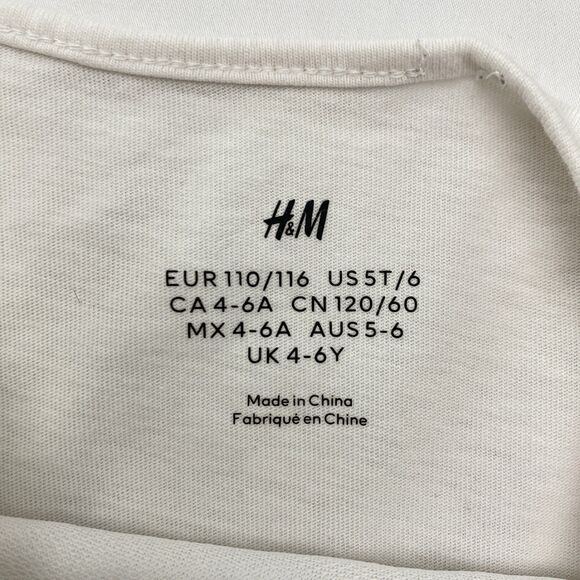 H&M
EUR 110/116 US 5T/6
CA 4-6A CN 120/60
MX 4-6A AUS 5-6
UK 4-6Y
Made in China
Fabriqué en Chine